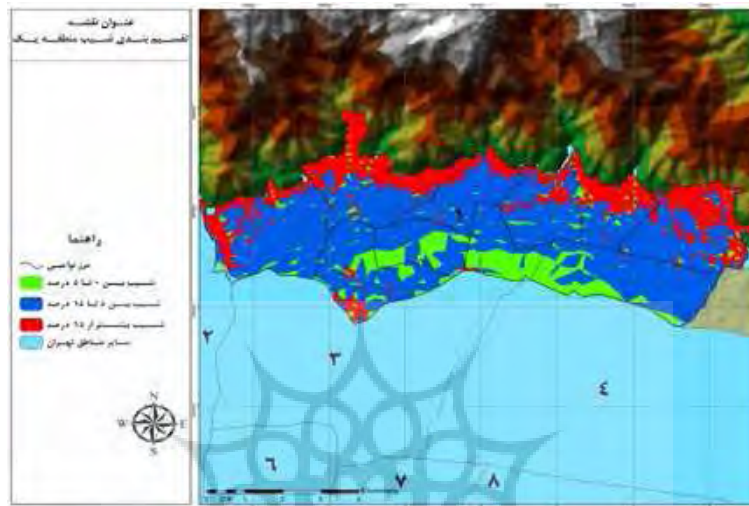 عنوان نقشه
تقسیم بندی شیب منطقه یک
راهنما
مرز نواحی
شیب بین ۰ تا ۵ درصد
شیب بین ۵ تا ۱۵ درصد
شیب بیشتر از ۱۵ درصد
سایر مناطق تهران
N
W E
S
۱
۲
۳
۴
۶
۷
۸